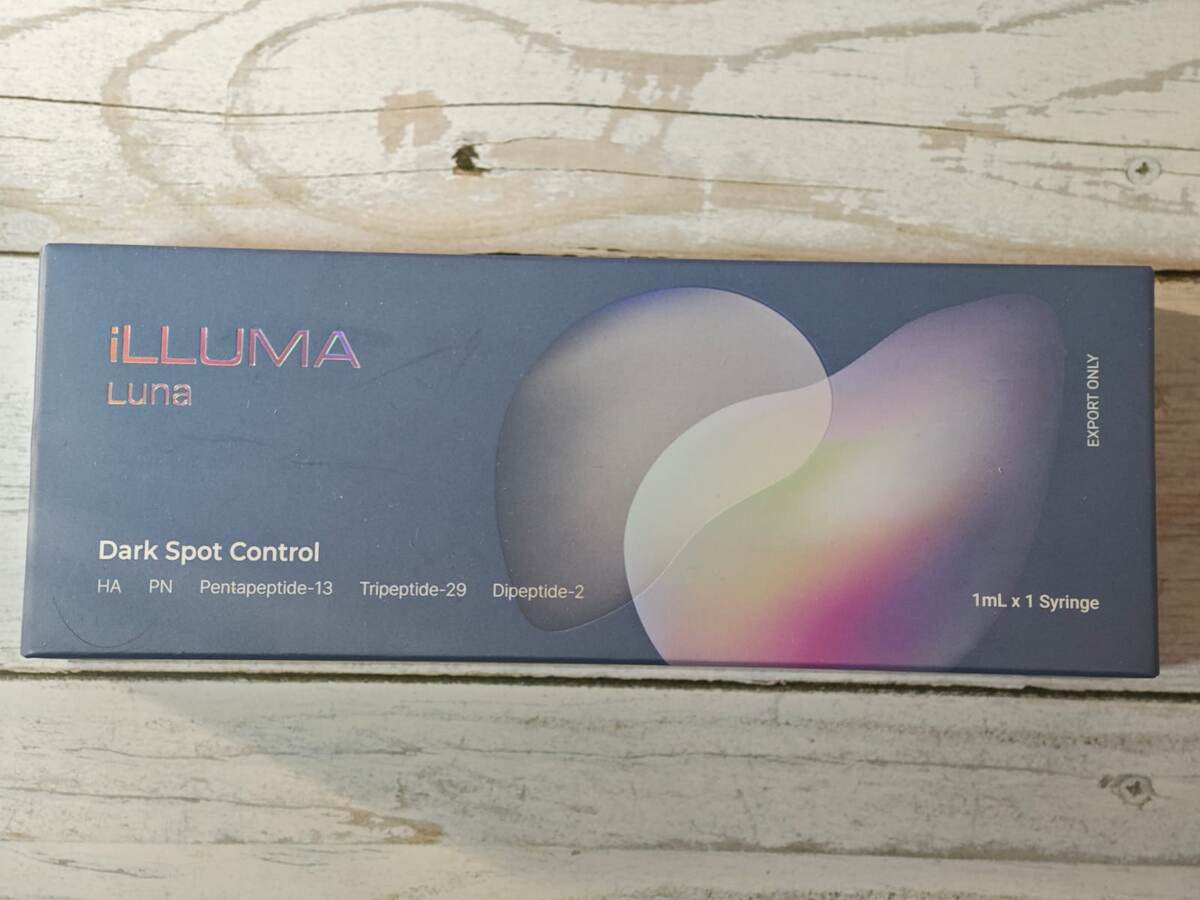 iLLUMA
Luna
EXPORT ONLY
Dark Spot Control
HA PN Pentapeptide-13 Tripeptide-29 Dipeptide-2
1mL x 1 Syringe